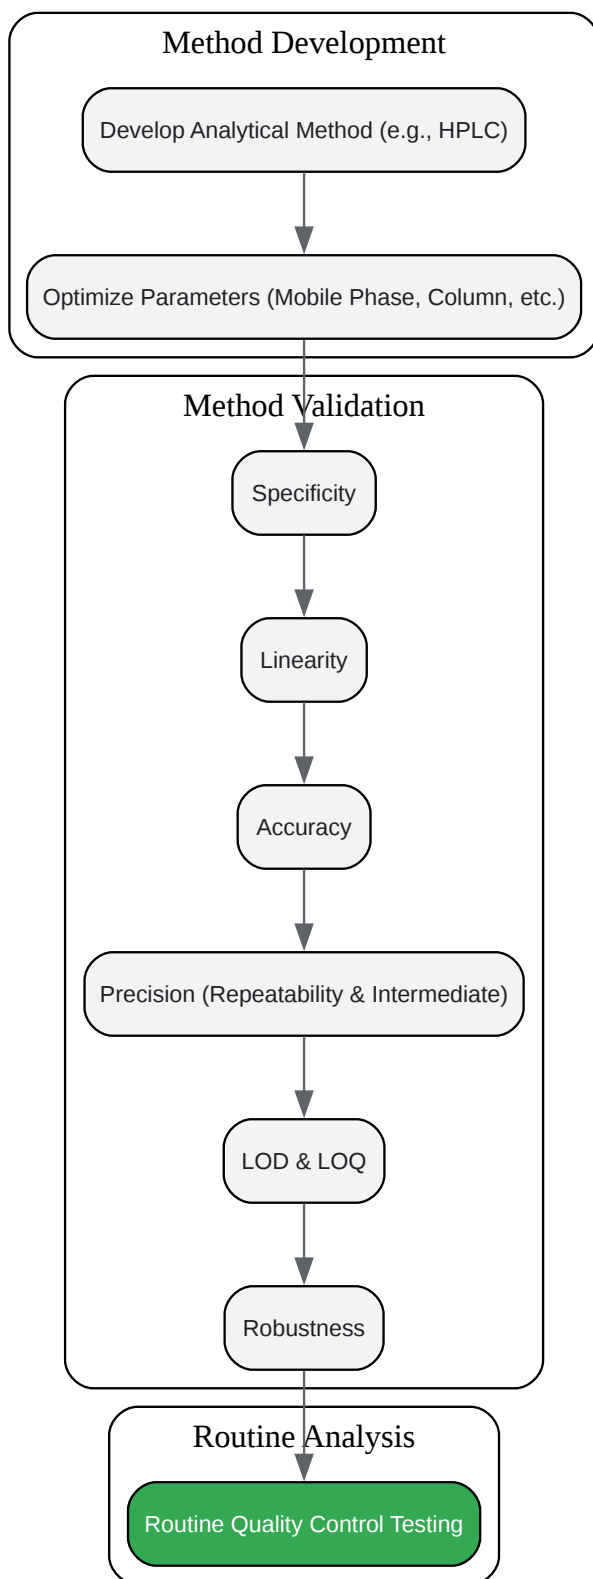 Method Development
Develop Analytical Method (e.g., HPLC)
Optimize Parameters (Mobile Phase, Column, etc.)
Method Validation
Specificity
Linearity
Accuracy
Precision (Repeatability & Intermediate)
LOD & LOQ
Robustness
Routine Analysis
Routine Quality Control Testing